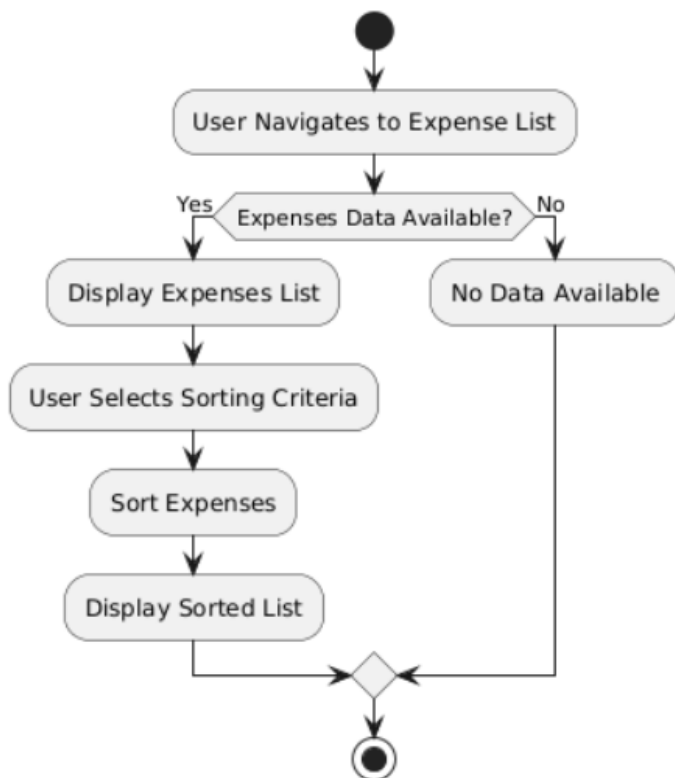 User Navigates to Expense List
Yes
Expenses Data Available?
No
Display Expenses List
No Data Available
User Selects Sorting Criteria
Sort Expenses
Display Sorted List